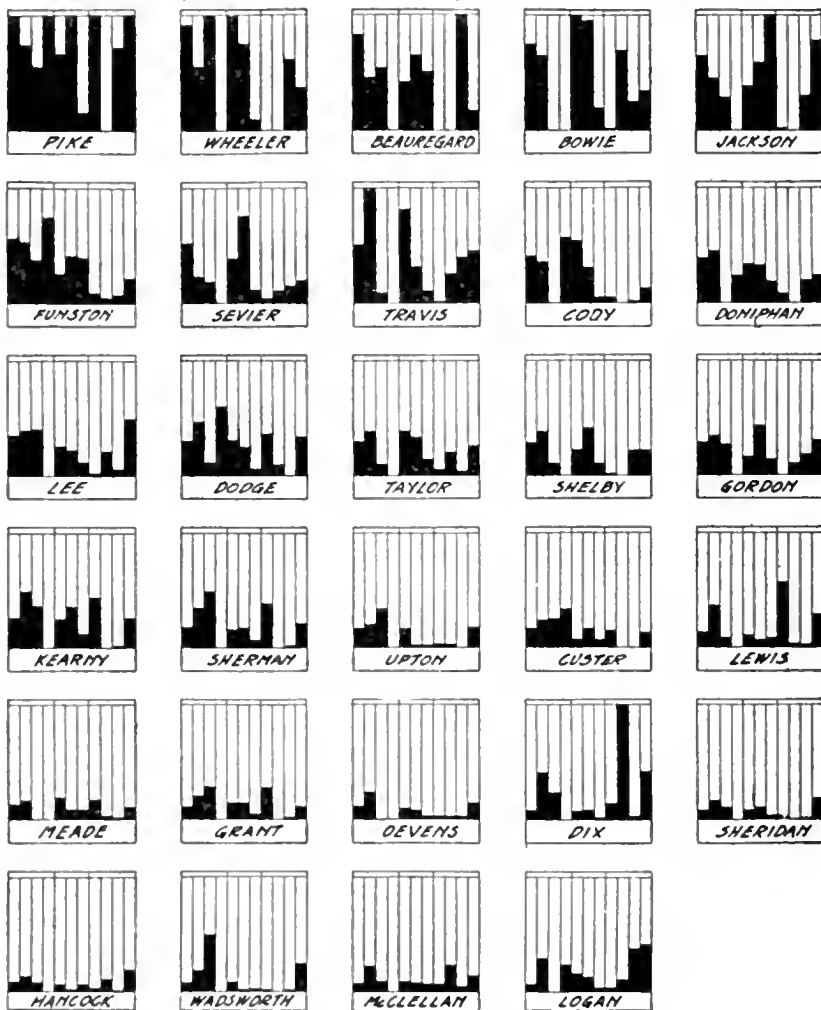 PIKE WHEELER BEAUREGARD BOWIE JACKSON
FUNSTON SEVIER TRAVIS CODY DONIPHAN
LEE DODGE TAYLOR SHELBY GORDON
KEARNY SHERMAN UPTON CUSTER LEWIS
MEADE GRANT DEVENS DIX SHERIDAN
HANCOCK WADSWORTH McCLELLAN LOGAN